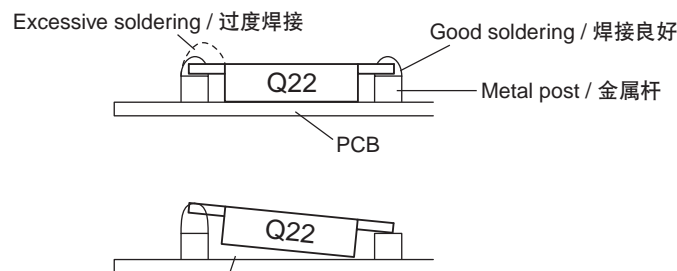 Excessive soldering / 过度焊接
Good soldering / 焊接良好
Q22
Metal post / 金属杆
PCB
Q22